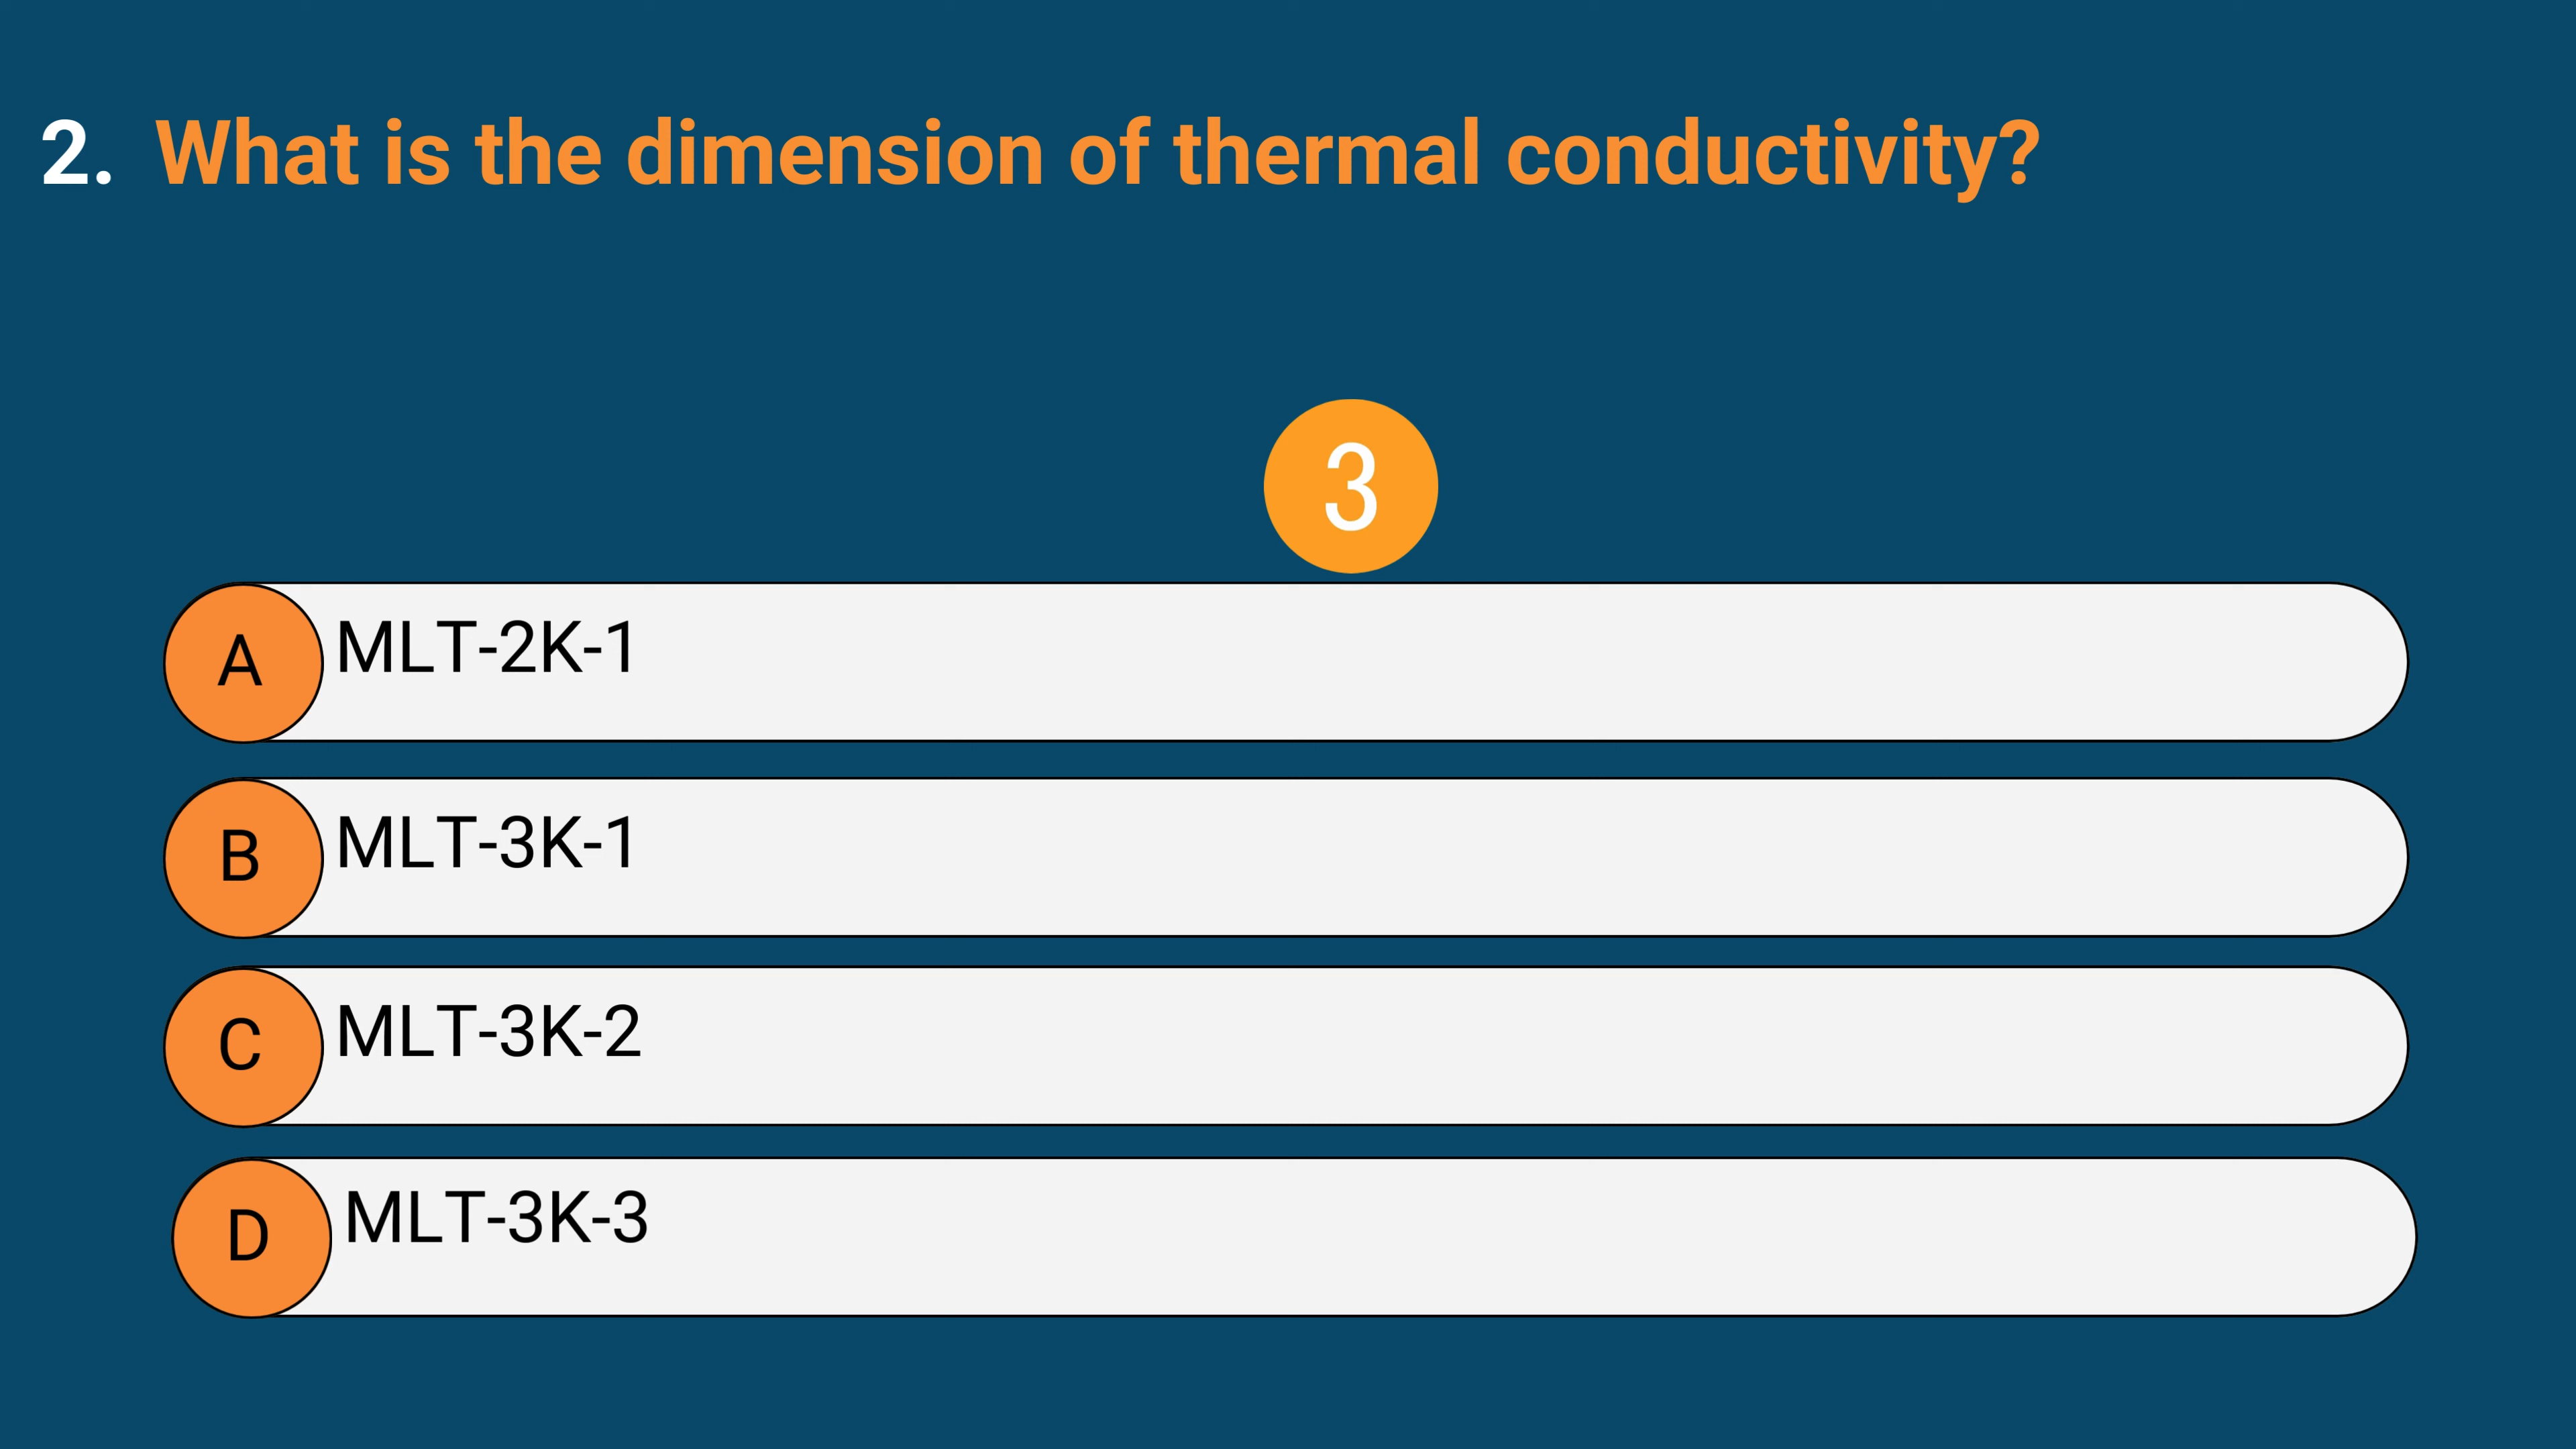 2. What is the dimension of thermal conductivity?
3
A MLT-2K-1
B MLT-3K-1
C MLT-3K-2
D MLT-3K-3